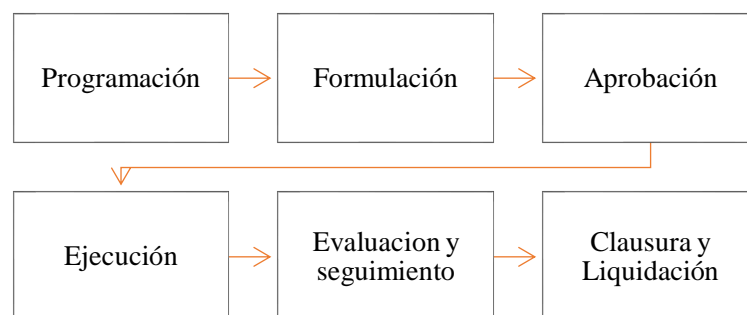 Programación
Formulación
Aprobación
Ejecución
Evaluacion y
seguimiento
Clausura y
Liquidación